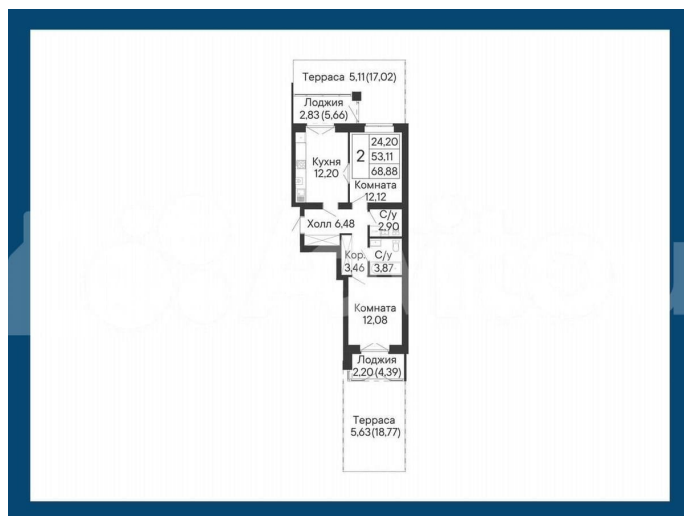 Терраса 5,11(17,02)
Лоджия
2,83 (5,66)
Кухня
12,20
2
24,20
53,11
68,88
Комната
12,12
Холл 6,48
С/у
2,90
Кор.
3,46
С/у
3,87
Комната
12,08
Лоджия
2,20 (4,39)
Терраса
5,63(18,77)